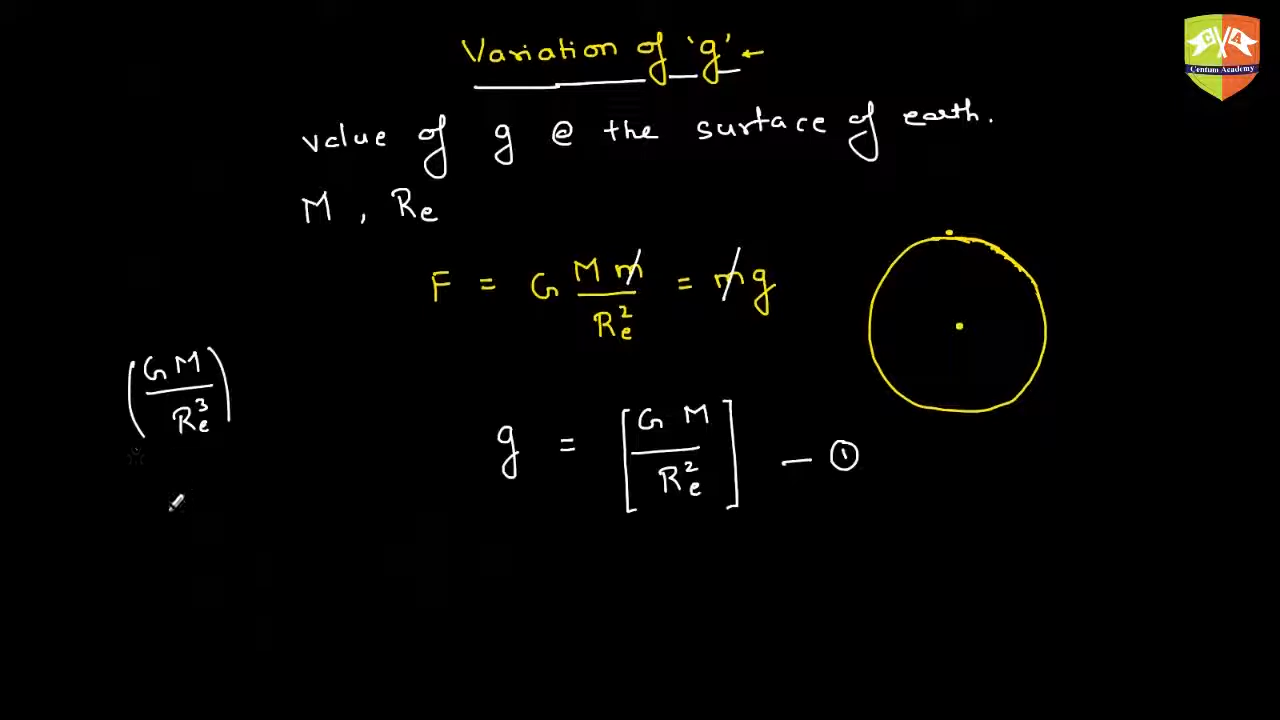 Variation of 'g' ←
value of g @ the surface of earth.
M , Re
F = G M m / Re² = m g
(G M / Re³)
g = [G M / Re²] — ①
C A
Centum Academy